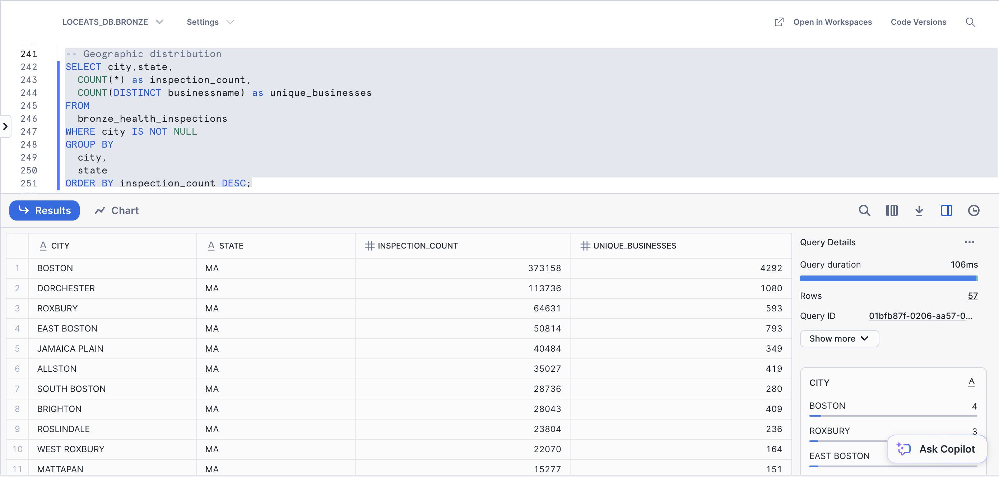 LOCEATS_DB.BRONZE Settings Open in Workspaces Code Versions
241 -- Geographic distribution
242 SELECT city,state,
243 COUNT(*) as inspection_count,
244 COUNT(DISTINCT businessname) as unique_businesses
245 FROM
246 bronze_health_inspections
247 WHERE city IS NOT NULL
248 GROUP BY
249 city,
250 state
251 ORDER BY inspection_count DESC;
Results Chart
CITY STATE INSPECTION_COUNT UNIQUE_BUSINESSES
1 BOSTON MA 373158 4292
2 DORCHESTER MA 113736 1080
3 ROXBURY MA 64631 593
4 EAST BOSTON MA 50814 793
5 JAMAICA PLAIN MA 40484 349
6 ALLSTON MA 35027 419
7 SOUTH BOSTON MA 28736 280
8 BRIGHTON MA 28043 409
9 ROSLINDALE MA 23804 236
10 WEST ROXBURY MA 22070 164
11 MATTAPAN MA 15277 151
Query Details
Query duration 106ms
Rows 57
Query ID 01bfb87f-0206-aa57-0...
Show more
CITY
BOSTON 4
ROXBURY 3
EAST BOSTON
Ask Copilot